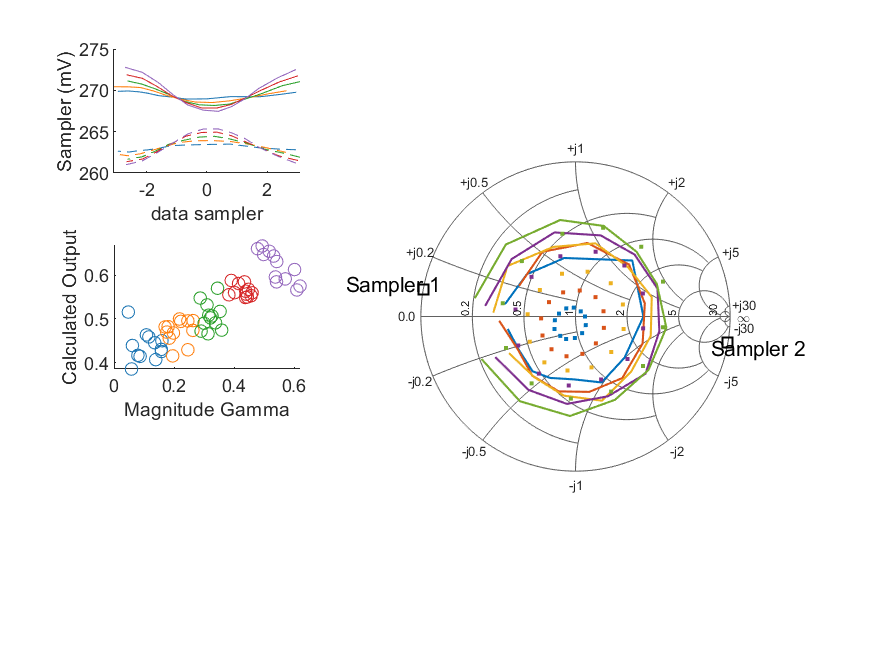 275
270
265
260
Sampler (mV)
-2
0
2
data sampler
0.6
0.5
0.4
Calculated Output
0
0.2
0.4
0.6
Magnitude Gamma
+j1
+j0.5
+j2
+j0.2
+j5
Sampler 1
+j30
0.0
0.2
0.5
1
2
5
30
∞
-j30
Sampler 2
-j0.2
-j5
-j0.5
-j2
-j1